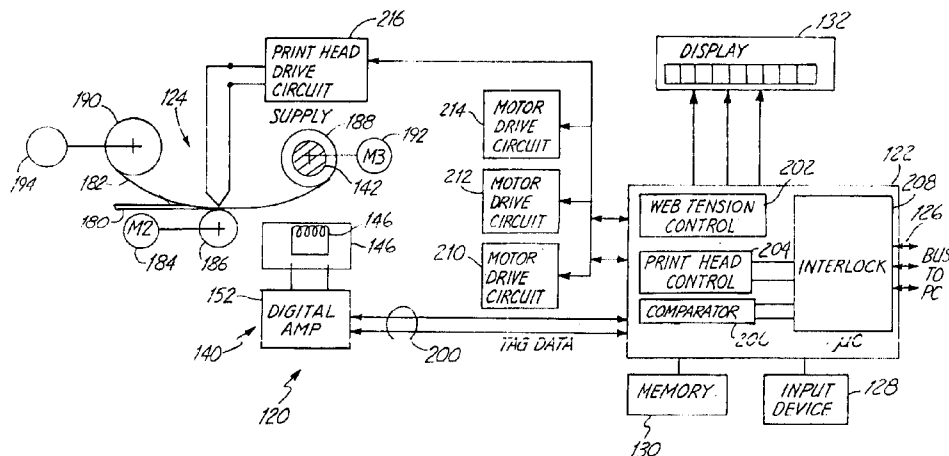 216
132
PRINT HEAD
DRIVE
CIRCUIT
DISPLAY
190
124
SUPPLY
188
192
214
MOTOR
DRIVE
CIRCUIT
M3
194
182
142
122
212
MOTOR
DRIVE
CIRCUIT
202
208
WEB TENSION
CONTROL
126
180
M2
184
186
146
146
210
MOTOR
DRIVE
CIRCUIT
204
PRINT HEAD
CONTROL
INTERLOCK
BUS
TO
PC
152
DIGITAL
AMP
COMPARATOR
206
140
200
TAG DATA
μC
120
MEMORY
INPUT
DEVICE
128
130